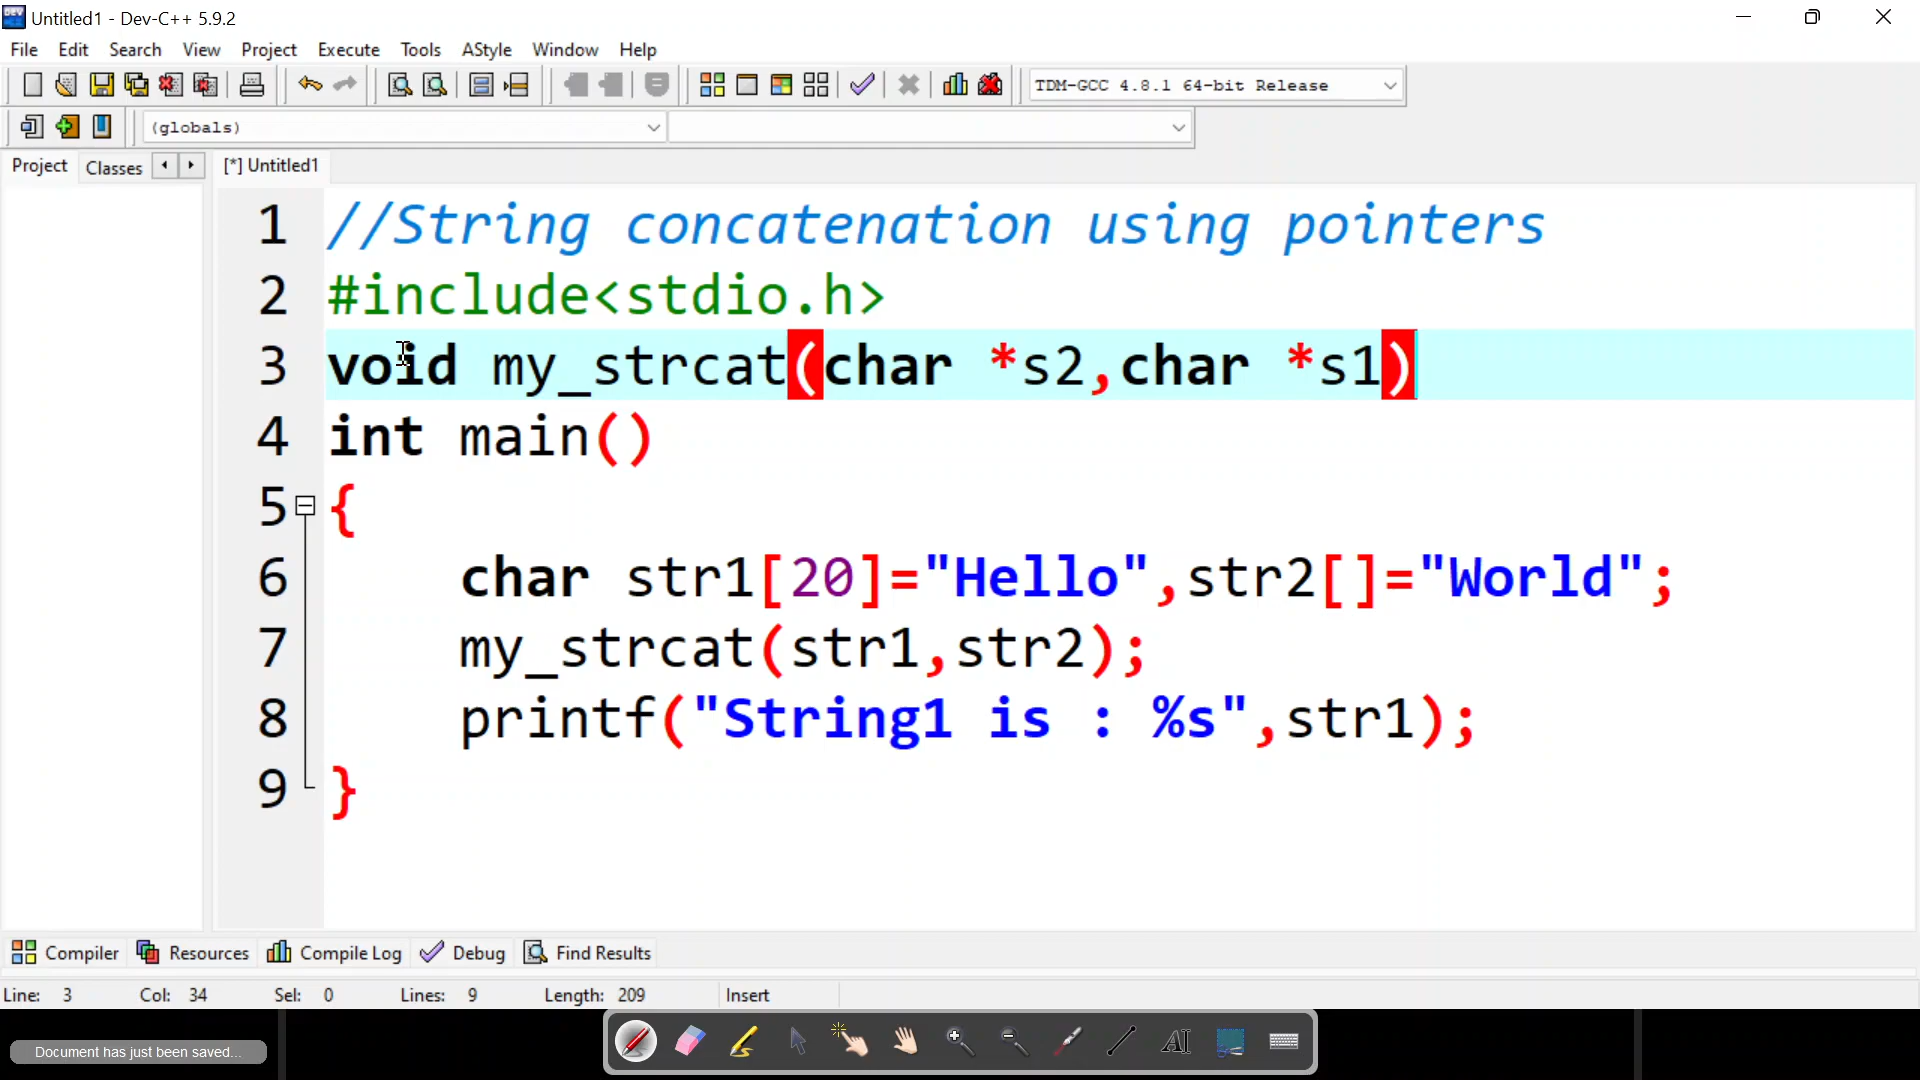 Untitled1 - Dev-C++ 5.9.2
File Edit Search View Project Execute Tools AStyle Window Help
TDM-GCC 4.8.1 64-bit Release
(globals)
Project Classes [*] Untitled1
1 //String concatenation using pointers
2 #include<stdio.h>
3 void my_strcat(char *s2,char *s1)
4 int main()
5 {
6 char str1[20]="Hello",str2[]="World";
7 my_strcat(str1,str2);
8 printf("String1 is : %s",str1);
9 }
Compiler Resources Compile Log Debug Find Results
Line: 3 Col: 34 Sel: 0 Lines: 9 Length: 209 Insert
Document has just been saved...